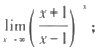 lim_{x→∞} ( (x+1)/(x−1) )^x ;